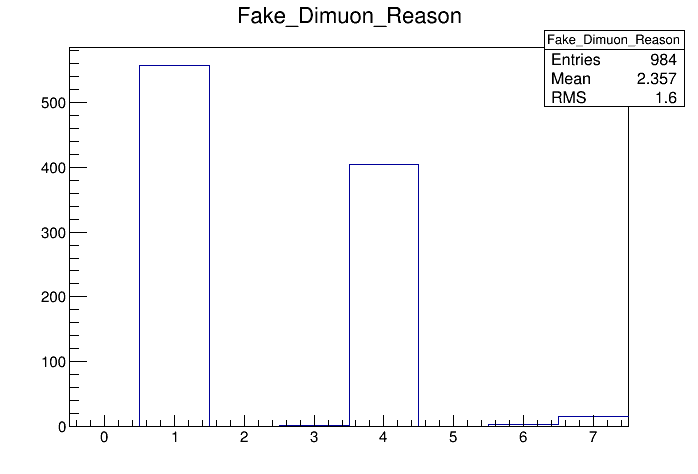 Fake_Dimuon_Reason
Fake_Dimuon_Reason
Entries 984
Mean 2.357
RMS 1.6
500
400
300
200
100
0
0 1 2 3 4 5 6 7